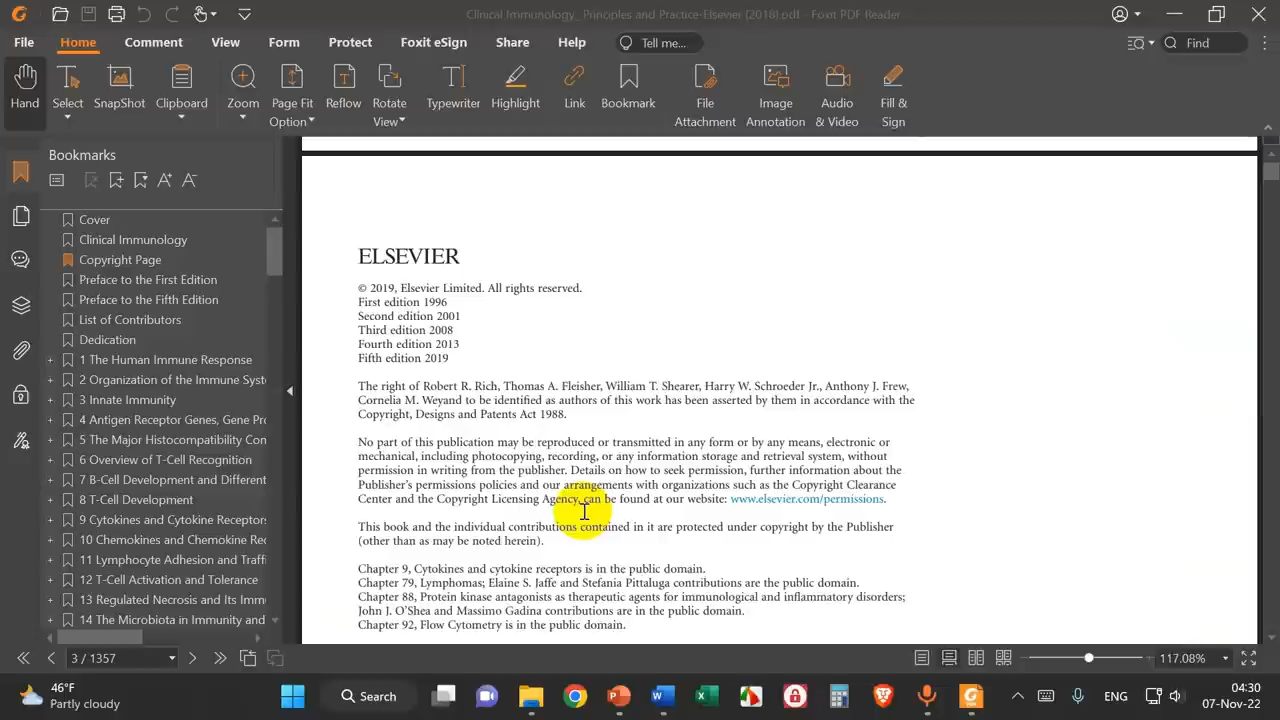 Clinical Immunology_ Principles and Practice-Elsevier (2018).pdf - Foxit PDF Reader
File Home Comment View Form Protect Foxit eSign Share Help Tell me... Find
Hand Select SnapShot Clipboard Zoom Page Fit Option Reflow Rotate View Typewriter Highlight Link Bookmark File Attachment Image Annotation Audio & Video Fill & Sign
Bookmarks
Cover
Clinical Immunology
Copyright Page
Preface to the First Edition
Preface to the Fifth Edition
List of Contributors
Dedication
1 The Human Immune Response
2 Organization of the Immune Syst
3 Innate Immunity
4 Antigen Receptor Genes, Gene Pr
5 The Major Histocompatibility Con
6 Overview of T-Cell Recognition
7 B-Cell Development and Different
8 T-Cell Development
9 Cytokines and Cytokine Receptors
10 Chemokines and Chemokine Rec
11 Lymphocyte Adhesion and Traffi
12 T-Cell Activation and Tolerance
13 Regulated Necrosis and Its Imm
14 The Microbiota in Immunity and
ELSEVIER
© 2019, Elsevier Limited. All rights reserved.
First edition 1996
Second edition 2001
Third edition 2008
Fourth edition 2013
Fifth edition 2019
The right of Robert R. Rich, Thomas A. Fleisher, William T. Shearer, Harry W. Schroeder Jr., Anthony J. Frew,
Cornelia M. Weyand to be identified as authors of this work has been asserted by them in accordance with the
Copyright, Designs and Patents Act 1988.
No part of this publication may be reproduced or transmitted in any form or by any means, electronic or
mechanical, including photocopying, recording, or any information storage and retrieval system, without
permission in writing from the publisher. Details on how to seek permission, further information about the
Publisher's permissions policies and our arrangements with organizations such as the Copyright Clearance
Center and the Copyright Licensing Agency, can be found at our website: www.elsevier.com/permissions.
This book and the individual contributions contained in it are protected under copyright by the Publisher
(other than as may be noted herein).
Chapter 9, Cytokines and cytokine receptors is in the public domain.
Chapter 79, Lymphomas; Elaine S. Jaffe and Stefania Pittaluga contributions are the public domain.
Chapter 88, Protein kinase antagonists as therapeutic agents for immunological and inflammatory disorders;
John J. O'Shea and Massimo Gadina contributions are in the public domain.
Chapter 92, Flow Cytometry is in the public domain.
3 / 1357
117.08%
46°F
Partly cloudy
Search
ENG
04:30
07-Nov-22